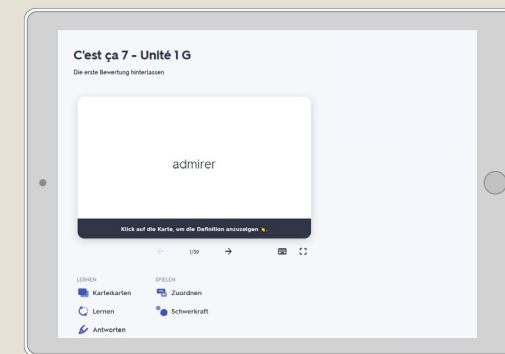 C'est ça 7 - Unité 1 G
Die erste Bewertung hinterlassen
admirer
Klick auf die Karte, um die Definition anzuzeigen 👆.
← 1/39 →
LERNEN SPIELEN
Karteikarten Zuordnen
Lernen Schwerkraft
Antworten